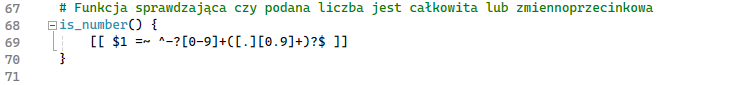 67 # Funkcja sprawdzająca czy podana liczba jest całkowita lub zmiennoprzecinkowa
68 is_number() {
69 [[ $1 =~ ^-?[0-9]+([.][0.9]+)?$ ]]
70 }
71